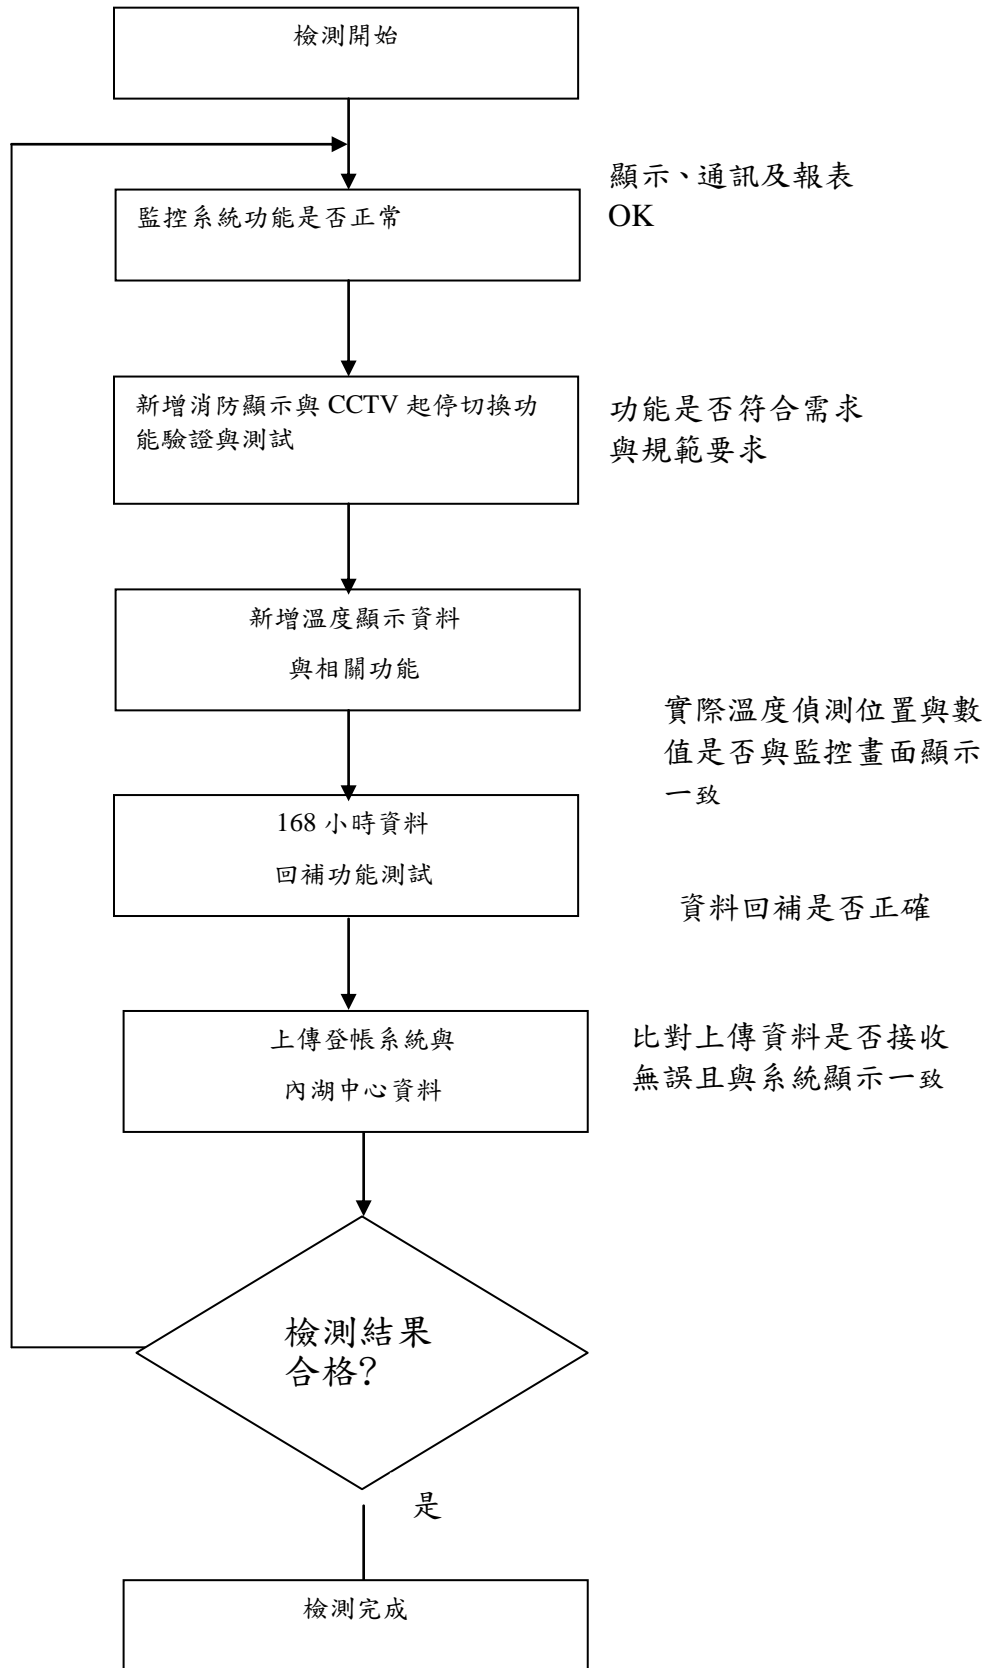 檢測開始
監控系統功能是否正常
顯示、通訊及報表
OK
新增消防顯示與 CCTV 起停切換功
能驗證與測試
功能是否符合需求
與規範要求
新增溫度顯示資料
與相關功能
實際溫度偵測位置與數
值是否與監控畫面顯示
一致
168 小時資料
回補功能測試
資料回補是否正確
上傳登帳系統與
內湖中心資料
比對上傳資料是否接收
無誤且與系統顯示一致
檢測結果
合格?
是
檢測完成